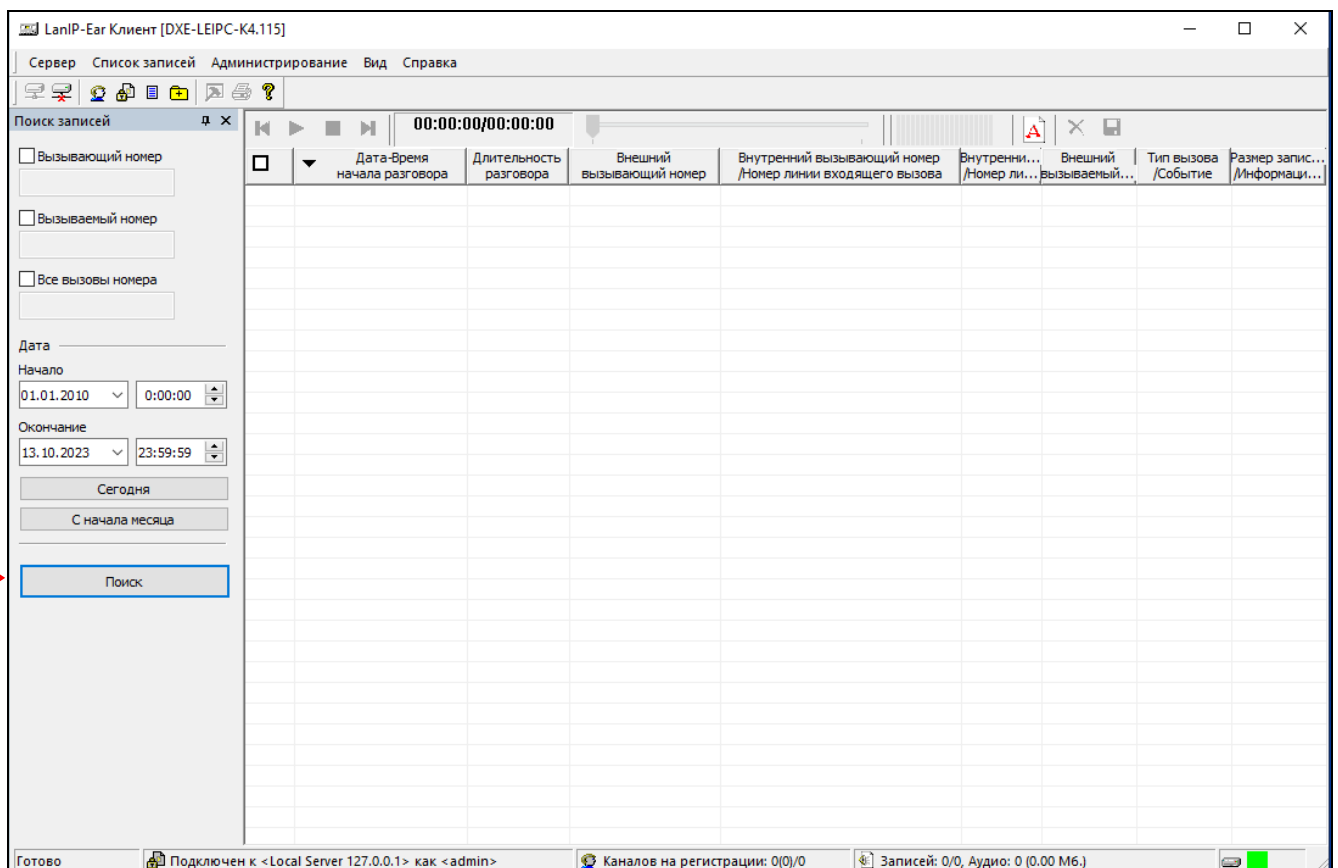 LanIP-Ear Клиент [DXE-LEIPC-K4.115]
Сервер Список записей Администрирование Вид Справка
Поиск записей
00:00:00/00:00:00
A
Вызывающий номер
Вызываемый номер
Все вызовы номера
Дата
Начало
01.01.2010 0:00:00
Окончание
13.10.2023 23:59:59
Сегодня
С начала месяца
Поиск
Дата-Время
начала разговора
Длительность
разговора
Внешний
вызывающий номер
Внутренний вызывающий номер
/Номер линии входящего вызова
Внутренни...
/Номер ли...
Внешний
вызываемый...
Тип вызова
/Событие
Размер запис...
/Информаци...
Готово
Подключен к <Local Server 127.0.0.1> как <admin>
Каналов на регистрации: 0(0)/0
Записей: 0/0, Аудио: 0 (0.00 Мб.)